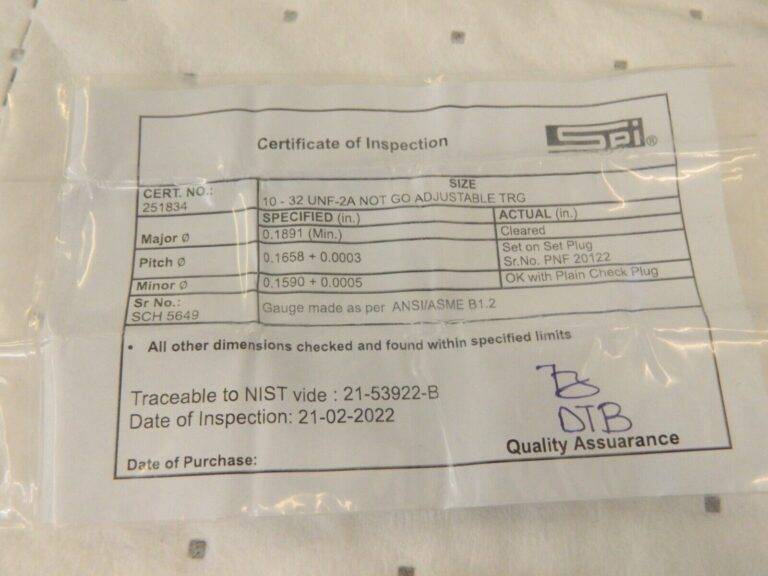 Certificate of Inspection
Spi®
CERT. NO.:
251834
SIZE
10 - 32 UNF-2A NOT GO ADJUSTABLE TRG
SPECIFIED (in.)
ACTUAL (in.)
Major Ø
0.1891 (Min.)
Cleared
Pitch Ø
0.1658 + 0.0003
Set on Set Plug
Sr.No. PNF 20122
Minor Ø
0.1590 + 0.0005
OK with Plain Check Plug
Sr No.:
SCH 5649
Gauge made as per ANSI/ASME B1.2
• All other dimensions checked and found within specified limits
Traceable to NIST vide : 21-53922-B
Date of Inspection: 21-02-2022
DTB
Quality Assuarance
Date of Purchase: